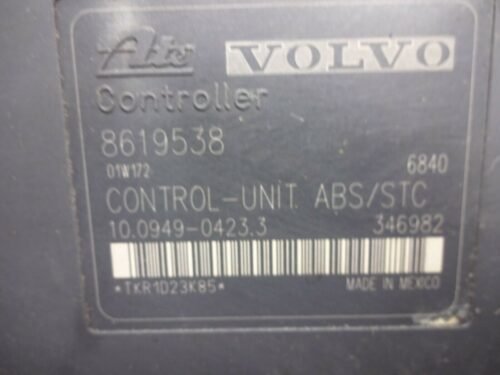 Ate VOLVO
Controller
8619538
01W172 6840
CONTROL-UNIT ABS/STC
10.0949-0423.3 346982
*TKR1D23K85*
MADE IN MEXICO